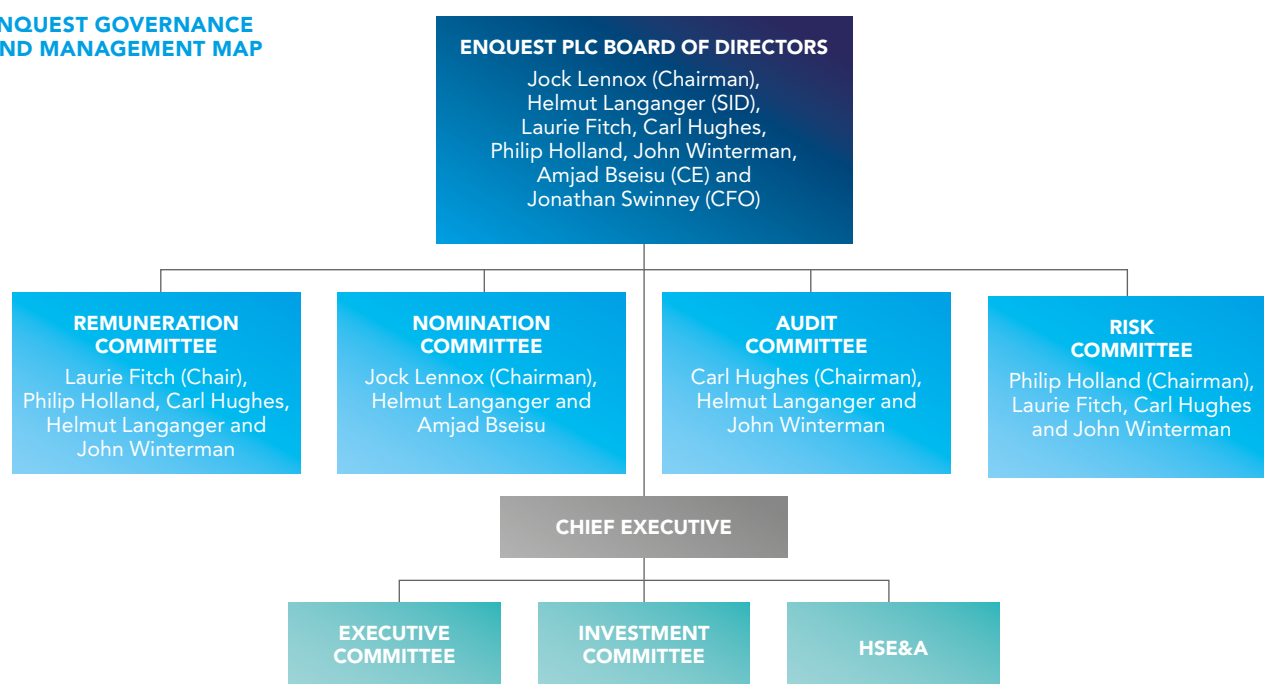 NQUEST GOVERNANCE
ND MANAGEMENT MAP
ENQUEST PLC BOARD OF DIRECTORS
Jock Lennox (Chairman),
Helmut Langanger (SID),
Laurie Fitch, Carl Hughes,
Philip Holland, John Winterman,
Amjad Bseisu (CE) and
Jonathan Swinney (CFO)
REMUNERATION
COMMITTEE
Laurie Fitch (Chair),
Philip Holland, Carl Hughes,
Helmut Langanger and
John Winterman
NOMINATION
COMMITTEE
Jock Lennox (Chairman),
Helmut Langanger and
Amjad Bseisu
AUDIT
COMMITTEE
Carl Hughes (Chairman),
Helmut Langanger and
John Winterman
RISK
COMMITTEE
Philip Holland (Chairman),
Laurie Fitch, Carl Hughes
and John Winterman
CHIEF EXECUTIVE
EXECUTIVE
COMMITTEE
INVESTMENT
COMMITTEE
HSE&A